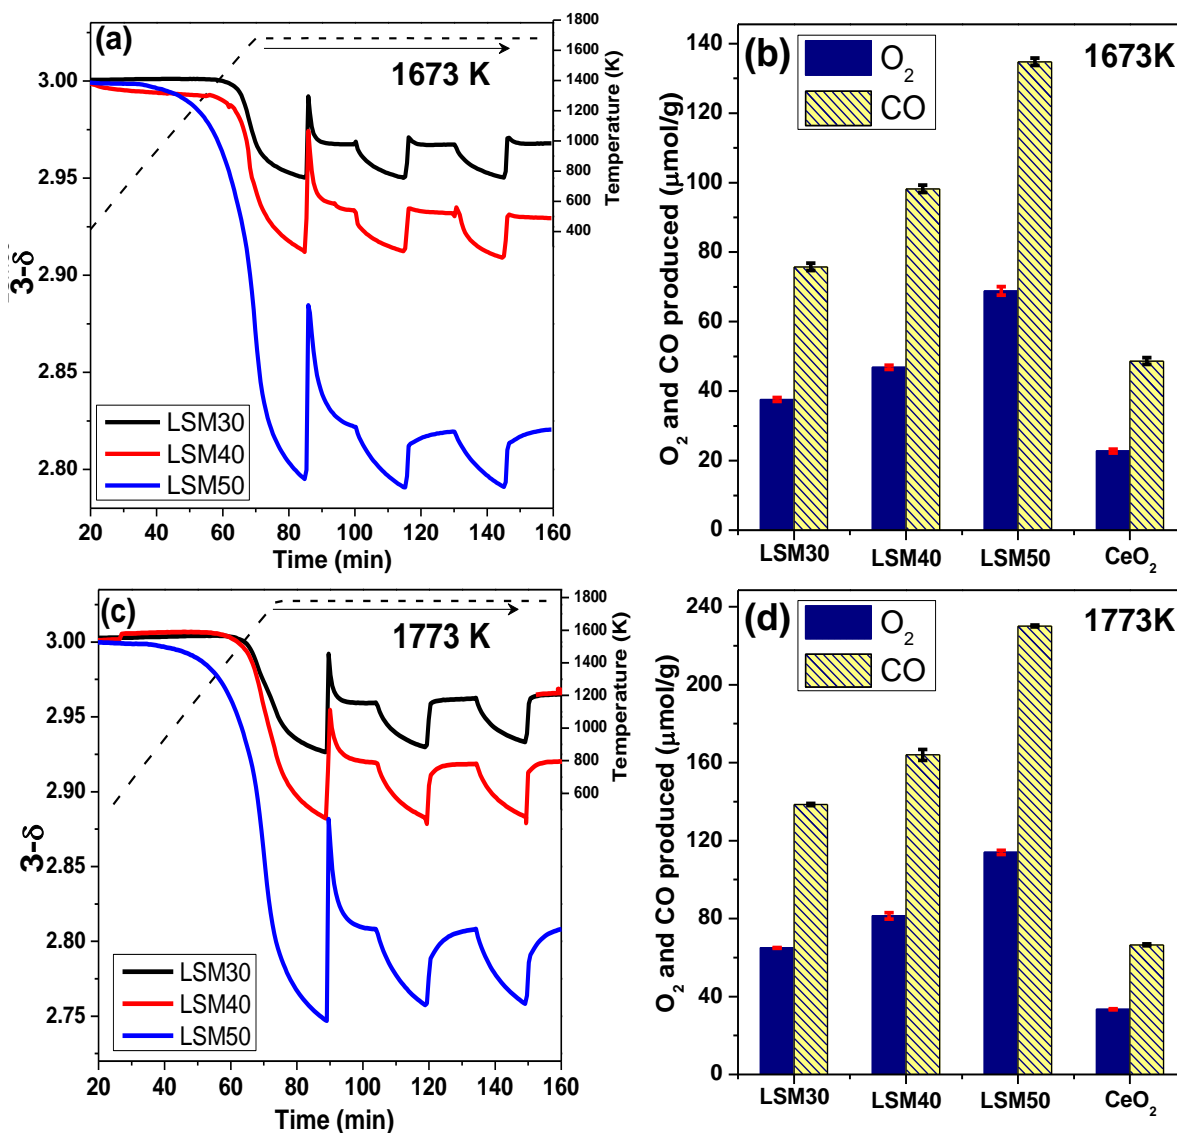 (a)
1673 K
3.00
2.95
2.90
2.85
2.80
3-δ
1800
1600
1400
1200
1000
800
600
400
Temperature (K)
LSM30
LSM40
LSM50
20 40 60 80 100 120 140 160
Time (min)
(b)
1673K
O₂
CO
140
120
100
80
60
40
20
0
O₂ and CO produced (μmol/g)
LSM30 LSM40 LSM50 CeO₂
(c)
1773 K
3.00
2.95
2.90
2.85
2.80
2.75
3-δ
1800
1600
1400
1200
1000
800
600
Temperature (K)
LSM30
LSM40
LSM50
20 40 60 80 100 120 140 160
Time (min)
(d)
1773K
O₂
CO
240
200
160
120
80
40
0
O₂ and CO produced (μmol/g)
LSM30 LSM40 LSM50 CeO₂